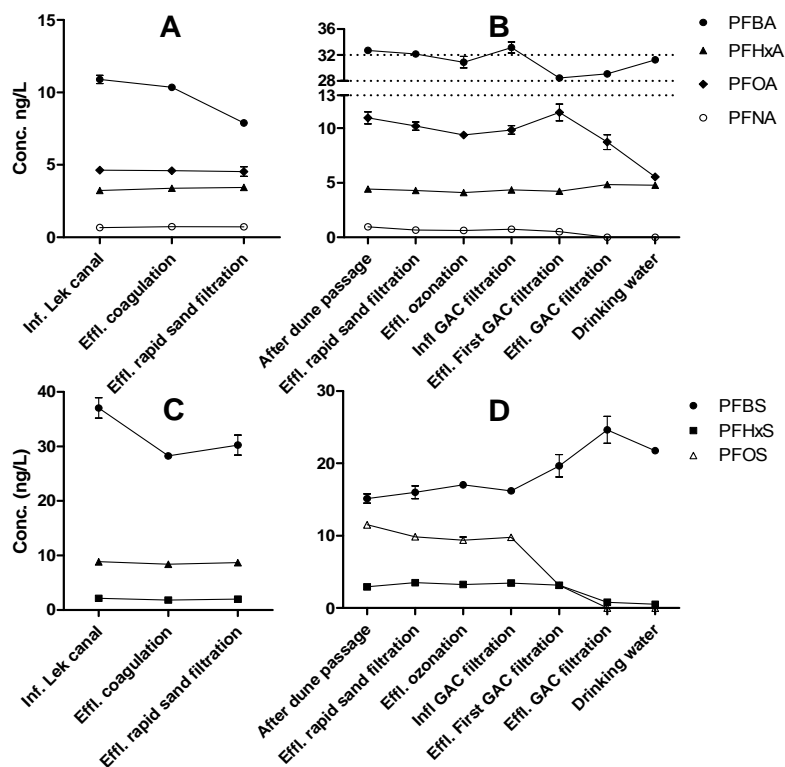 A
B
PFBA
PFHxA
PFOA
PFNA
Conc. ng/L
15
10
5
0
32
28
13
10
5
0
Inf. Lek canal
Effl. coagulation
Effl. rapid sand filtration
After dune passage
Effl. rapid sand filtration
Effl. ozonation
Infl GAC filtration
Effl. First GAC filtration
Effl. GAC filtration
Drinking water
C
D
PFBS
PFHxS
PFOS
Conc. (ng/L)
40
30
20
10
0
30
20
10
0
Inf. Lek canal
Effl. coagulation
Effl. rapid sand filtration
After dune passage
Effl. rapid sand filtration
Effl. ozonation
Infl GAC filtration
Effl. First GAC filtration
Effl. GAC filtration
Drinking water